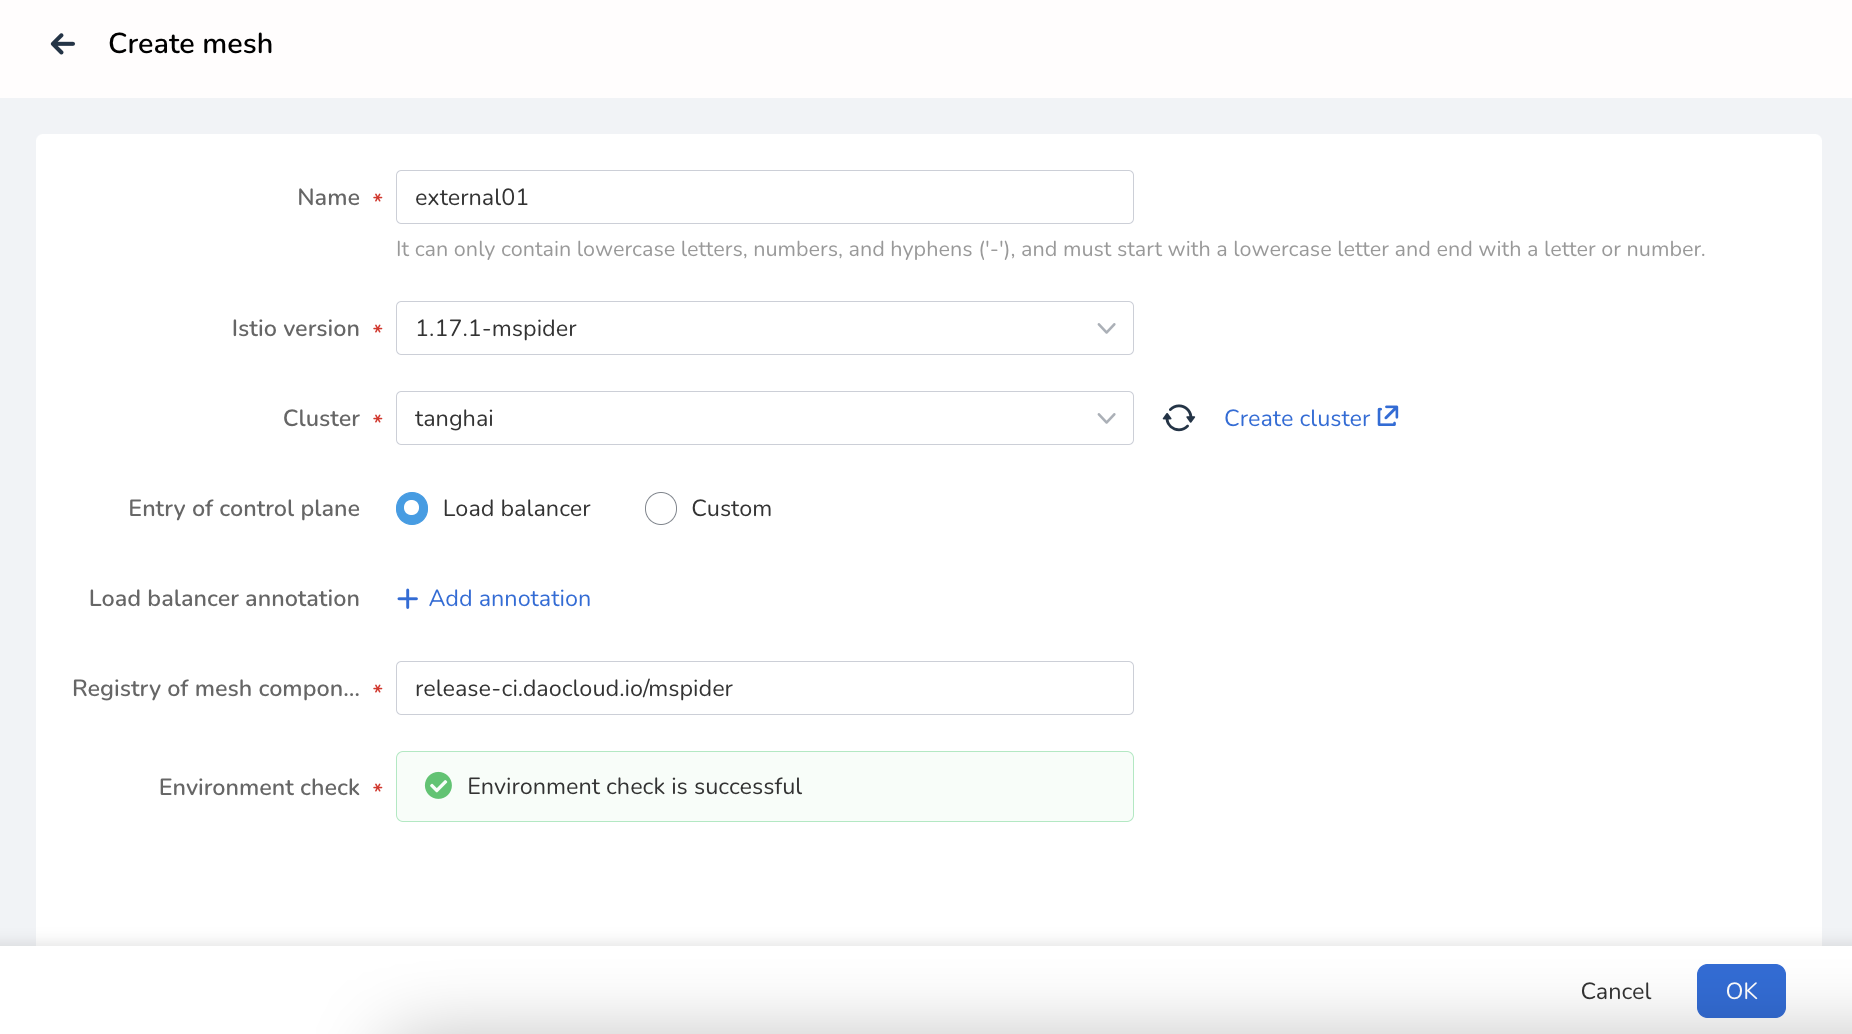 Create mesh
Name * external01
It can only contain lowercase letters, numbers, and hyphens ('-'), and must start with a lowercase letter and end with a letter or number.
Istio version * 1.17.1-mspider
Cluster * tanghai Create cluster
Entry of control plane Load balancer Custom
Load balancer annotation + Add annotation
Registry of mesh compon... * release-ci.daocloud.io/mspider
Environment check * Environment check is successful
Cancel OK